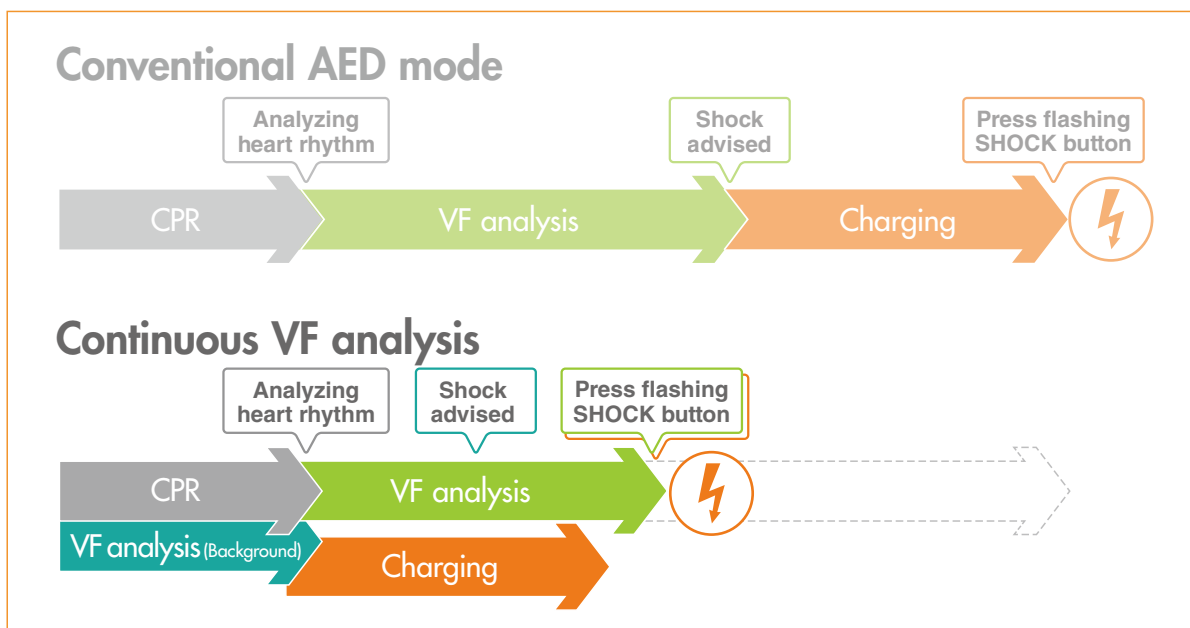 Conventional AED mode
Analyzing
heart rhythm
Shock
advised
Press flashing
SHOCK button
CPR
VF analysis
Charging
Continuous VF analysis
Analyzing
heart rhythm
Shock
advised
Press flashing
SHOCK button
CPR
VF analysis
VF analysis (Background)
Charging